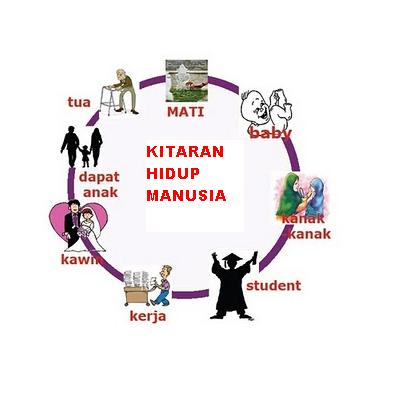 KITARAN
HIDUP
MANUSIA
MATI
baby
kanak
-kanak
student
kerja
kawin
dapat
anak
tua